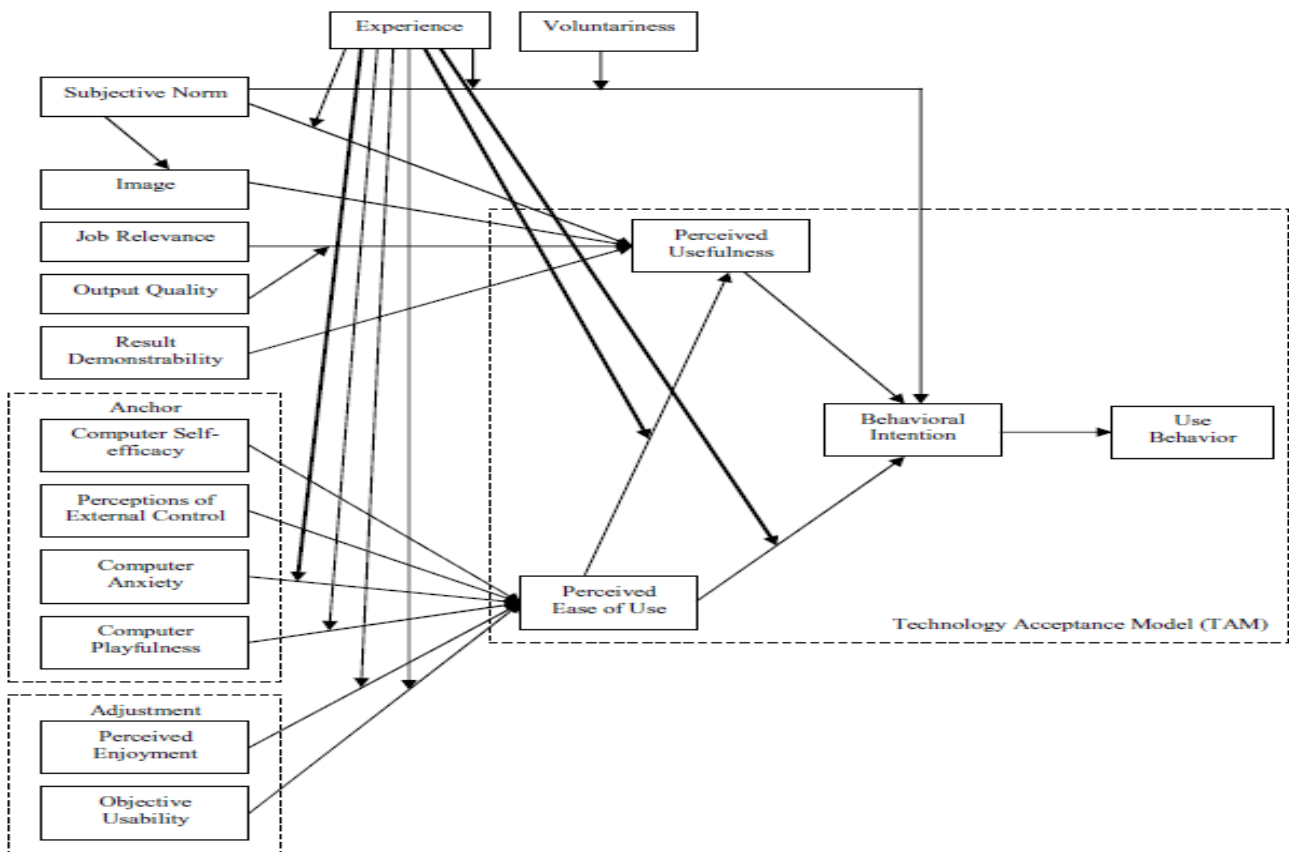 Experience
Voluntariness
Subjective Norm
Image
Job Relevance
Output Quality
Result
Demonstrability
Perceived
Usefulness
Anchor
Computer Self-
efficacy
Perceptions of
External Control
Computer
Anxiety
Computer
Playfulness
Behavioral
Intention
Use
Behavior
Perceived
Ease of Use
Technology Acceptance Model (TAM)
Adjustment
Perceived
Enjoyment
Objective
Usability